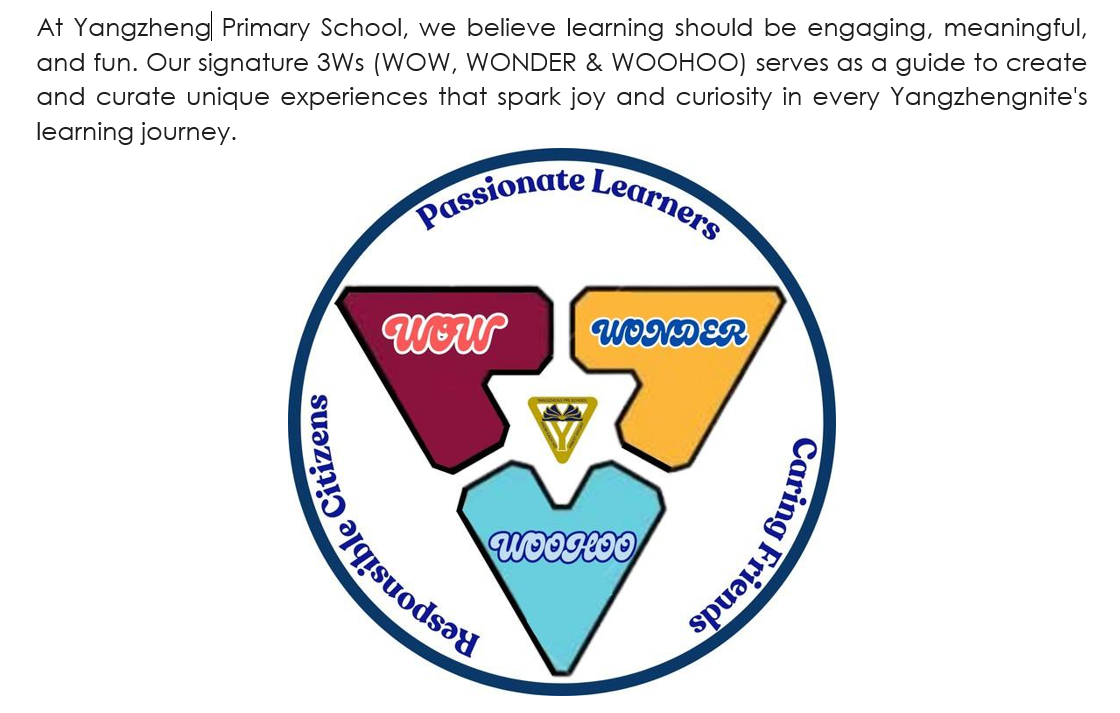 At Yangzheng Primary School, we believe learning should be engaging, meaningful,
and fun. Our signature 3Ws (WOW, WONDER & WOOHOO) serves as a guide to create
and curate unique experiences that spark joy and curiosity in every Yangzhengnite's
learning journey.
Passionate Learners
WOW
WONDER
Responsible Citizens
Caring Friends
WOOHOO